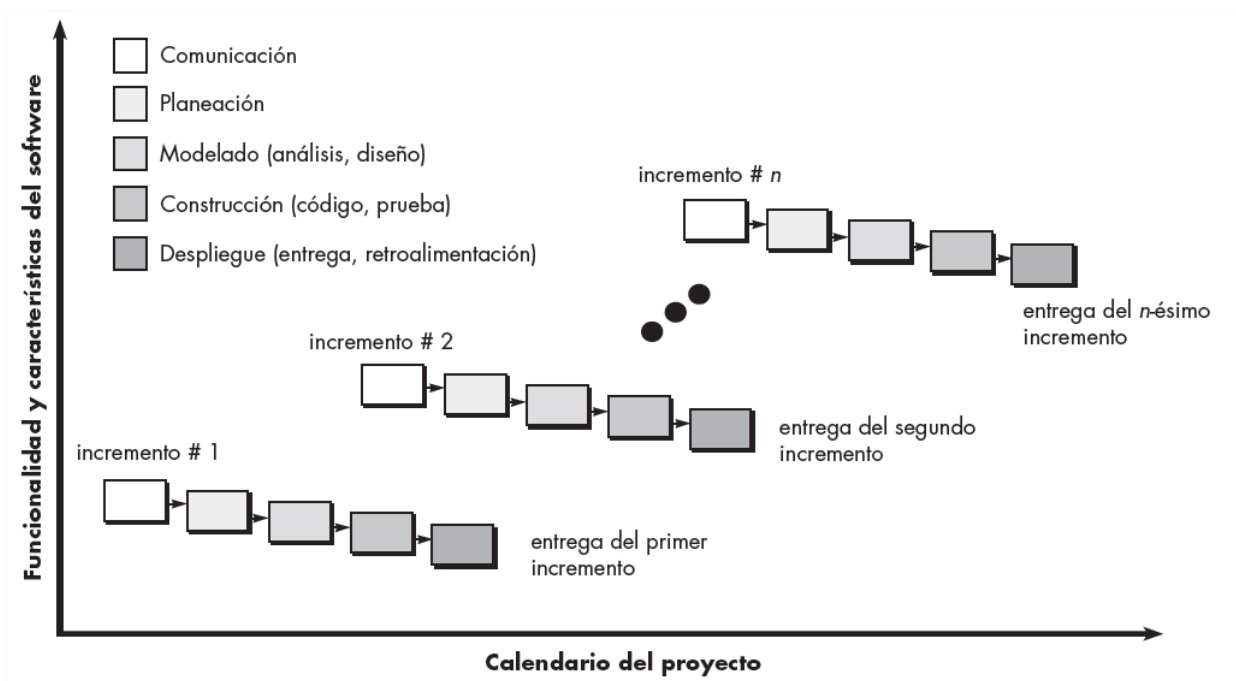 Funcionalidad y características del software
Comunicación
Planeación
Modelado (análisis, diseño)
Construcción (código, prueba)
Despliegue (entrega, retroalimentación)
incremento # n
entrega del n-ésimo
incremento
incremento # 2
entrega del segundo
incremento
incremento # 1
entrega del primer
incremento
Calendario del proyecto